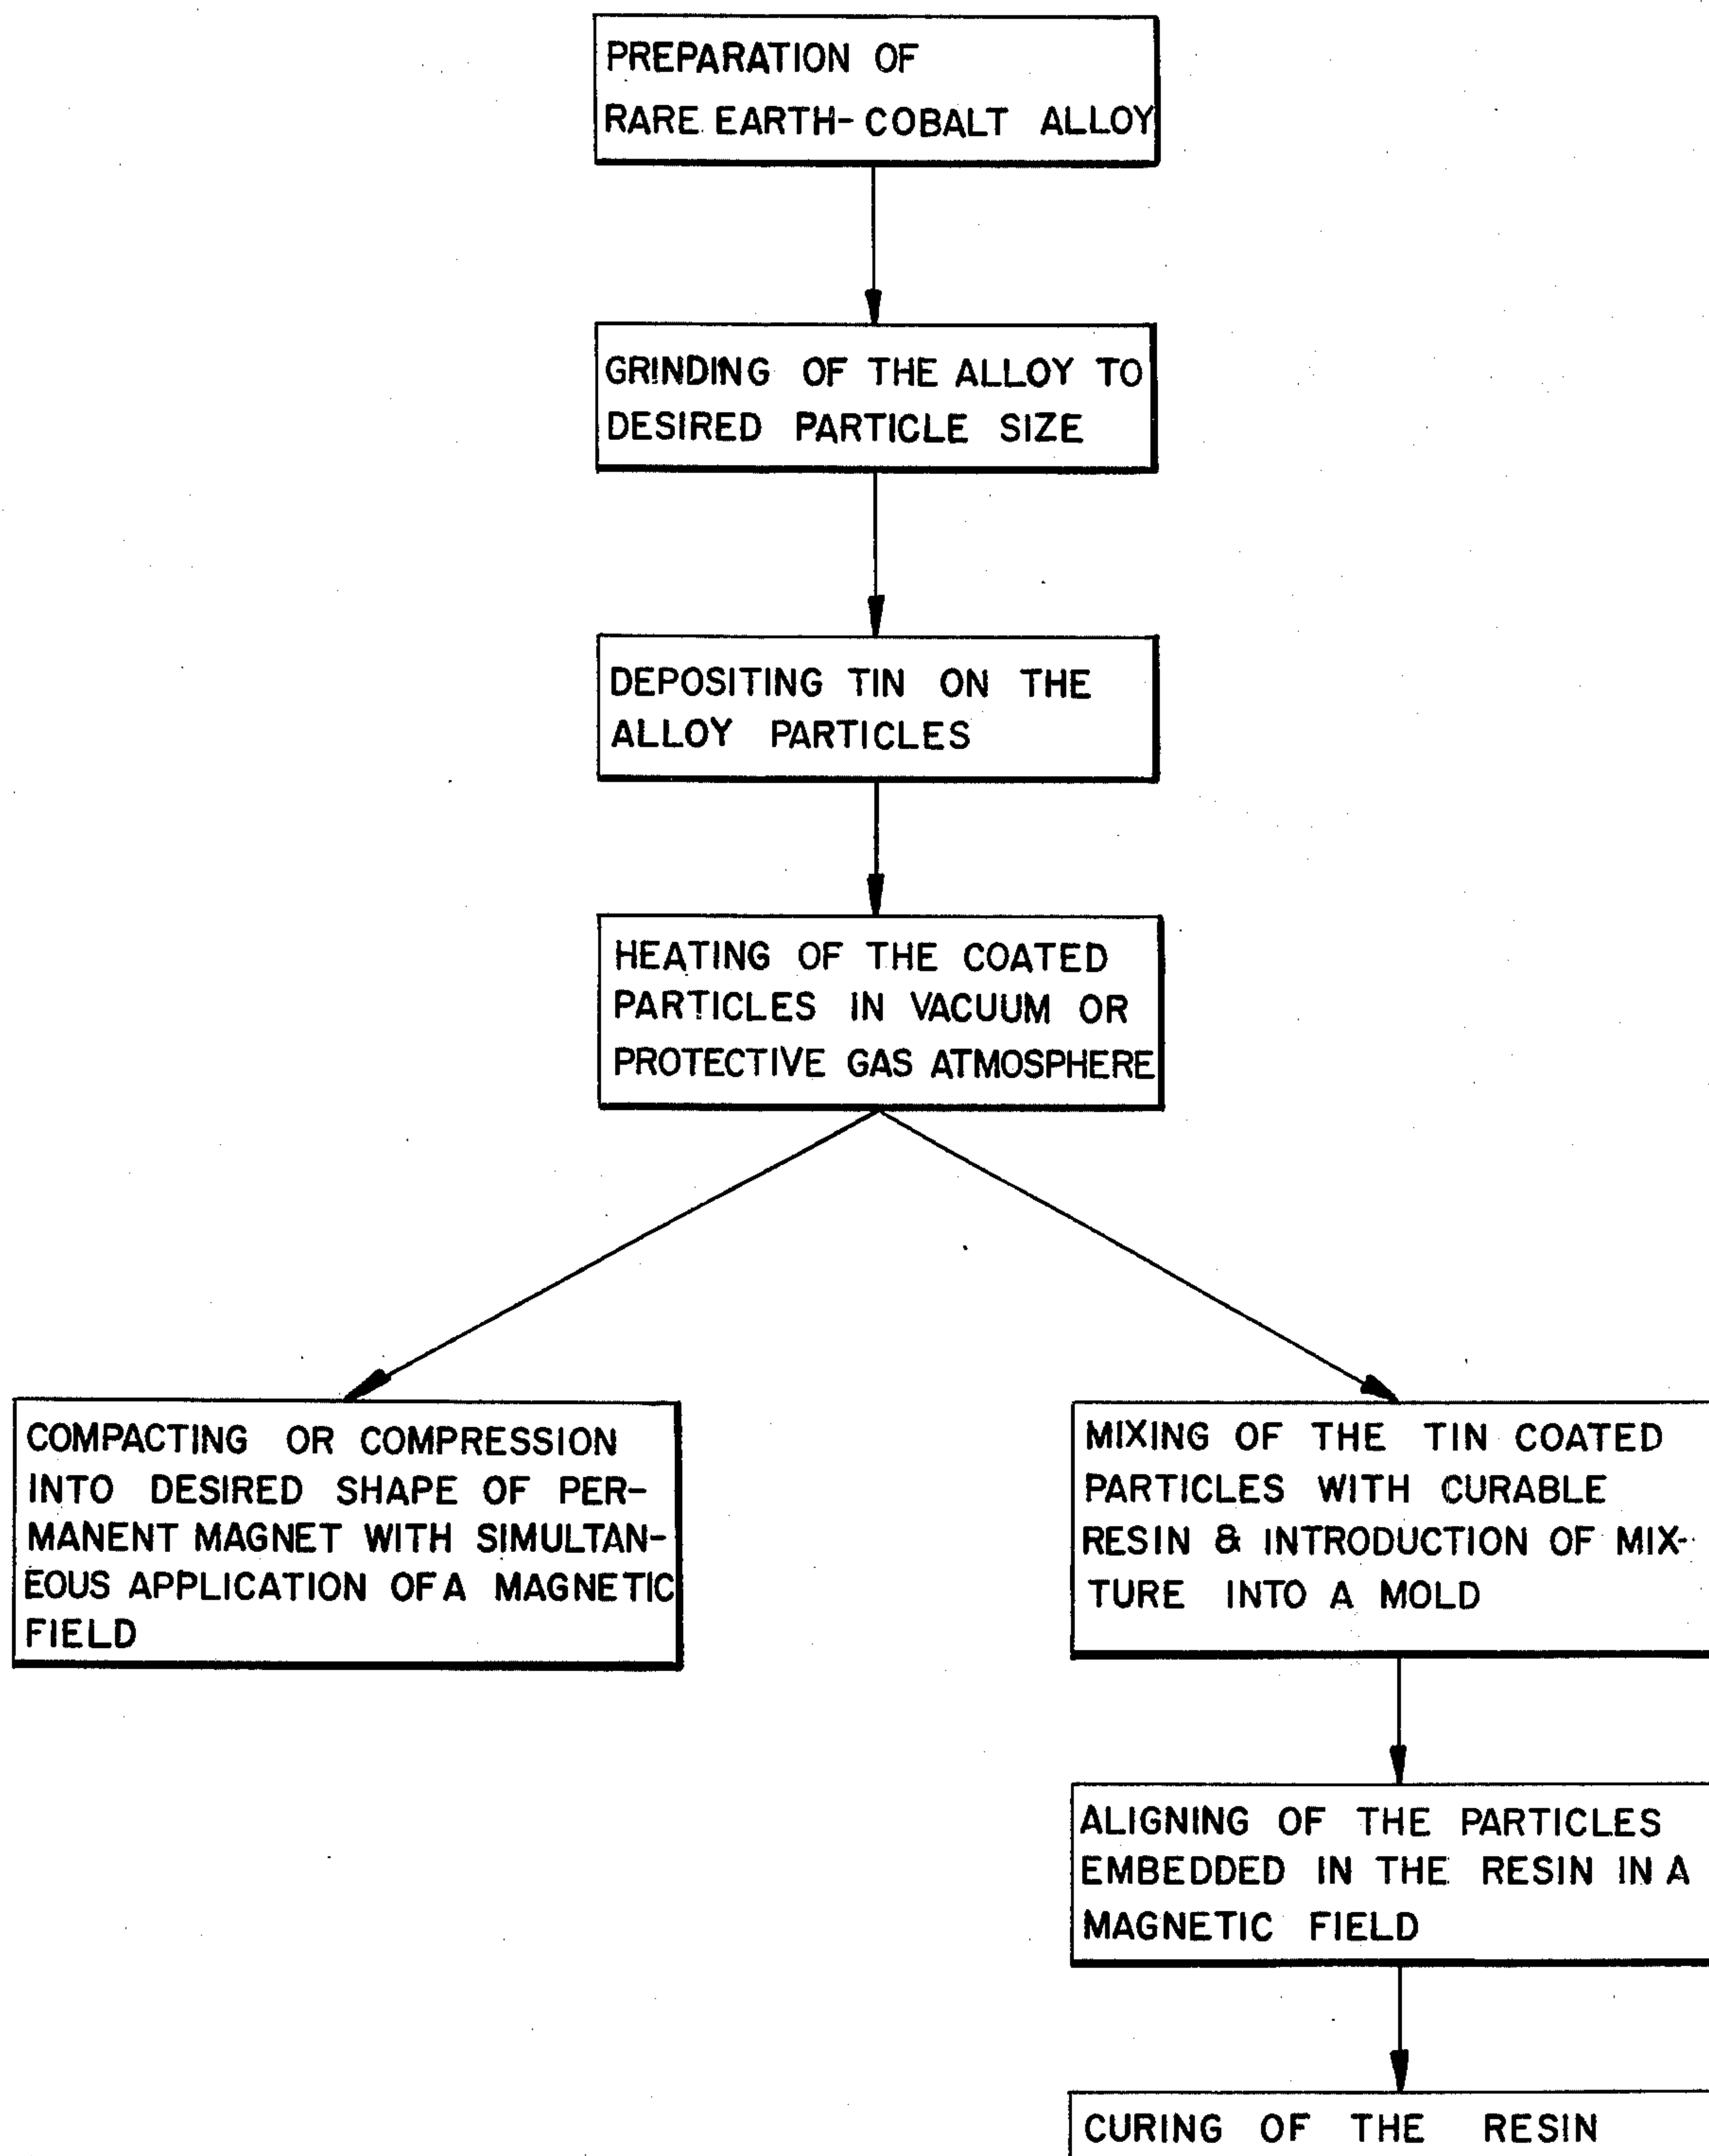 PREPARATION OF
RARE EARTH-COBALT ALLOY
GRINDING OF THE ALLOY TO
DESIRED PARTICLE SIZE
DEPOSITING TIN ON THE
ALLOY PARTICLES
HEATING OF THE COATED
PARTICLES IN VACUUM OR
PROTECTIVE GAS ATMOSPHERE
COMPACTING OR COMPRESSION
INTO DESIRED SHAPE OF PER-
MANENT MAGNET WITH SIMULTAN-
EOUS APPLICATION OF A MAGNETIC
FIELD
MIXING OF THE TIN COATED
PARTICLES WITH CURABLE
RESIN & INTRODUCTION OF MIX-
TURE INTO A MOLD
ALIGNING OF THE PARTICLES
EMBEDDED IN THE RESIN IN A
MAGNETIC FIELD
CURING OF THE RESIN